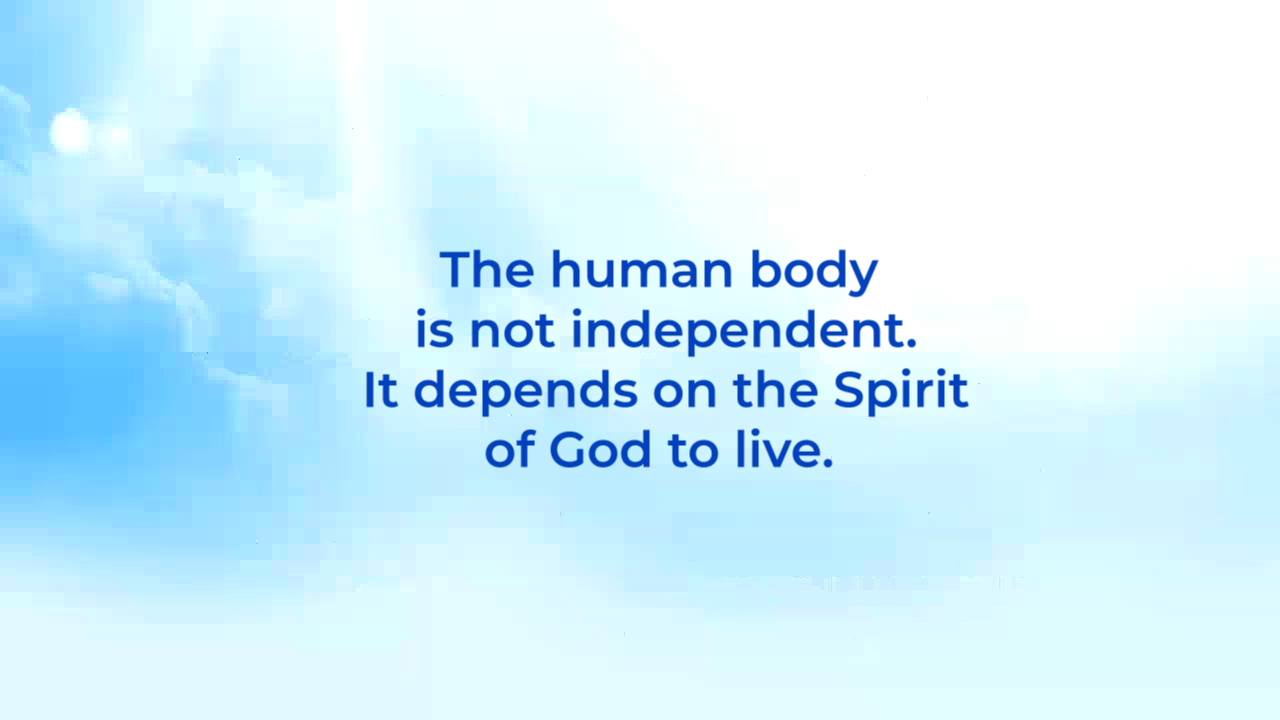 The human body
is not independent.
It depends on the Spirit
of God to live.